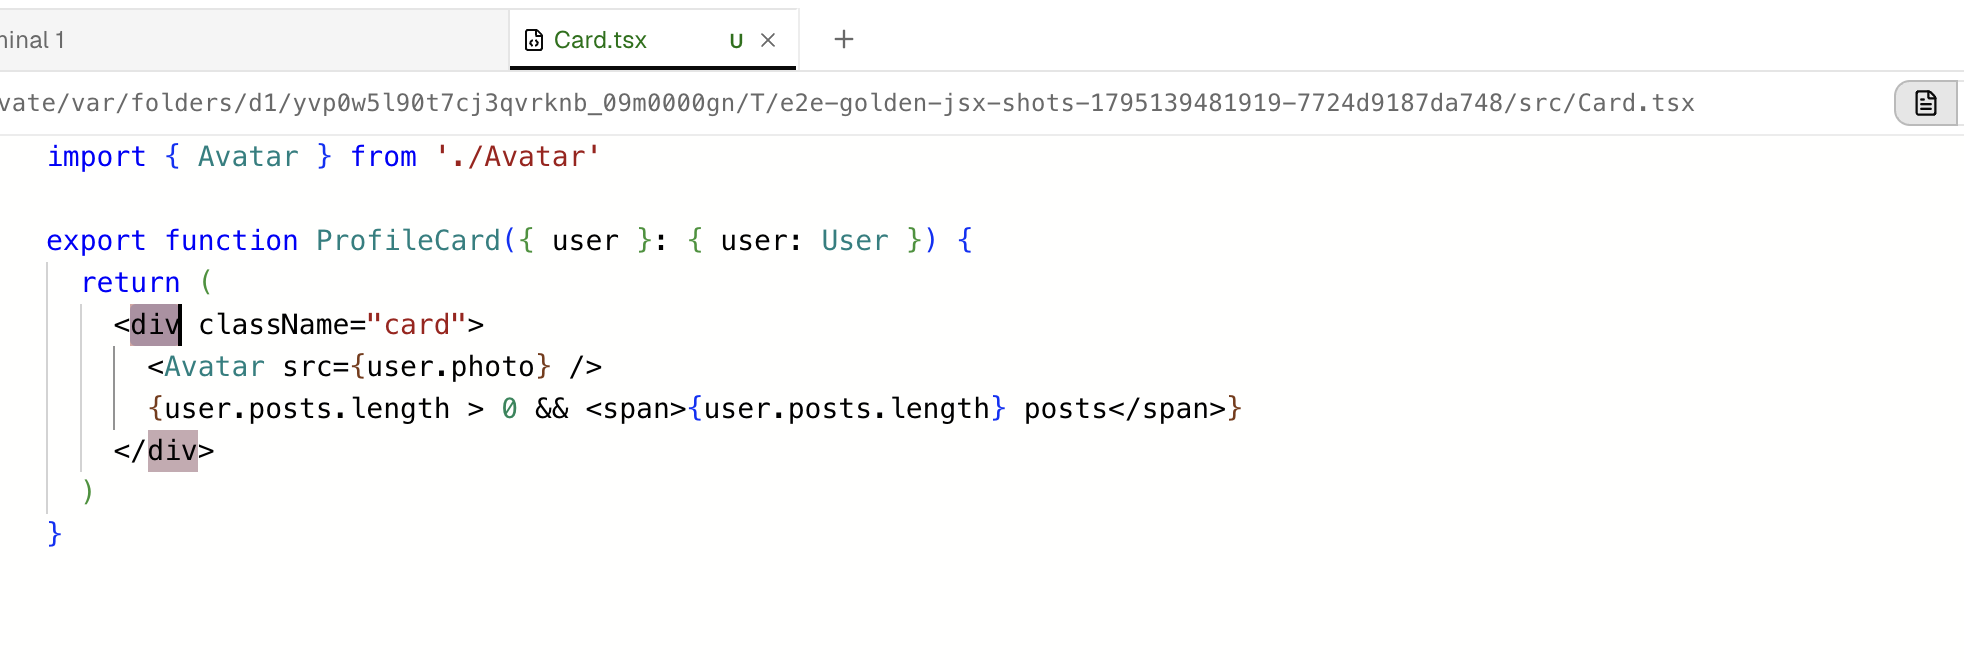 minal 1
Card.tsx U
vate/var/folders/d1/yvp0w5l90t7cj3qvrknb_09m0000gn/T/e2e-golden-jsx-shots-1795139481919-7724d9187da748/src/Card.tsx
import { Avatar } from './Avatar'

export function ProfileCard({ user }: { user: User }) {
  return (
    <div className="card">
      <Avatar src={user.photo} />
      {user.posts.length > 0 && <span>{user.posts.length} posts</span>}
    </div>
  )
}